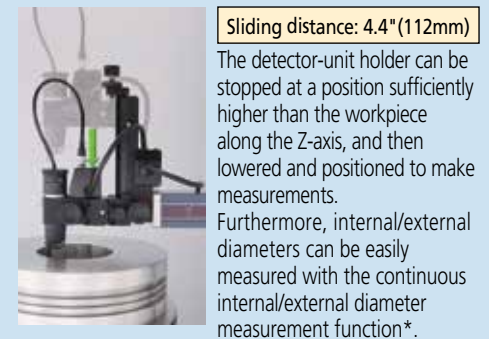 Sliding distance: 4.4"(112mm)
The detector-unit holder can be
stopped at a position sufficiently
higher than the workpiece
along the Z-axis, and then
lowered and positioned to make
measurements.
Furthermore, internal/external
diameters can be easily
measured with the continuous
internal/external diameter
measurement function*.